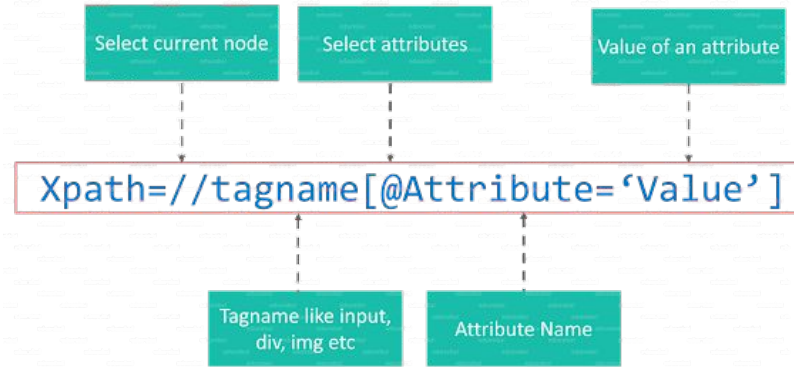 Select current node
Select attributes
Value of an attribute
Xpath=//tagname[@Attribute=‘Value’]
Tagname like input,
div, img etc
Attribute Name